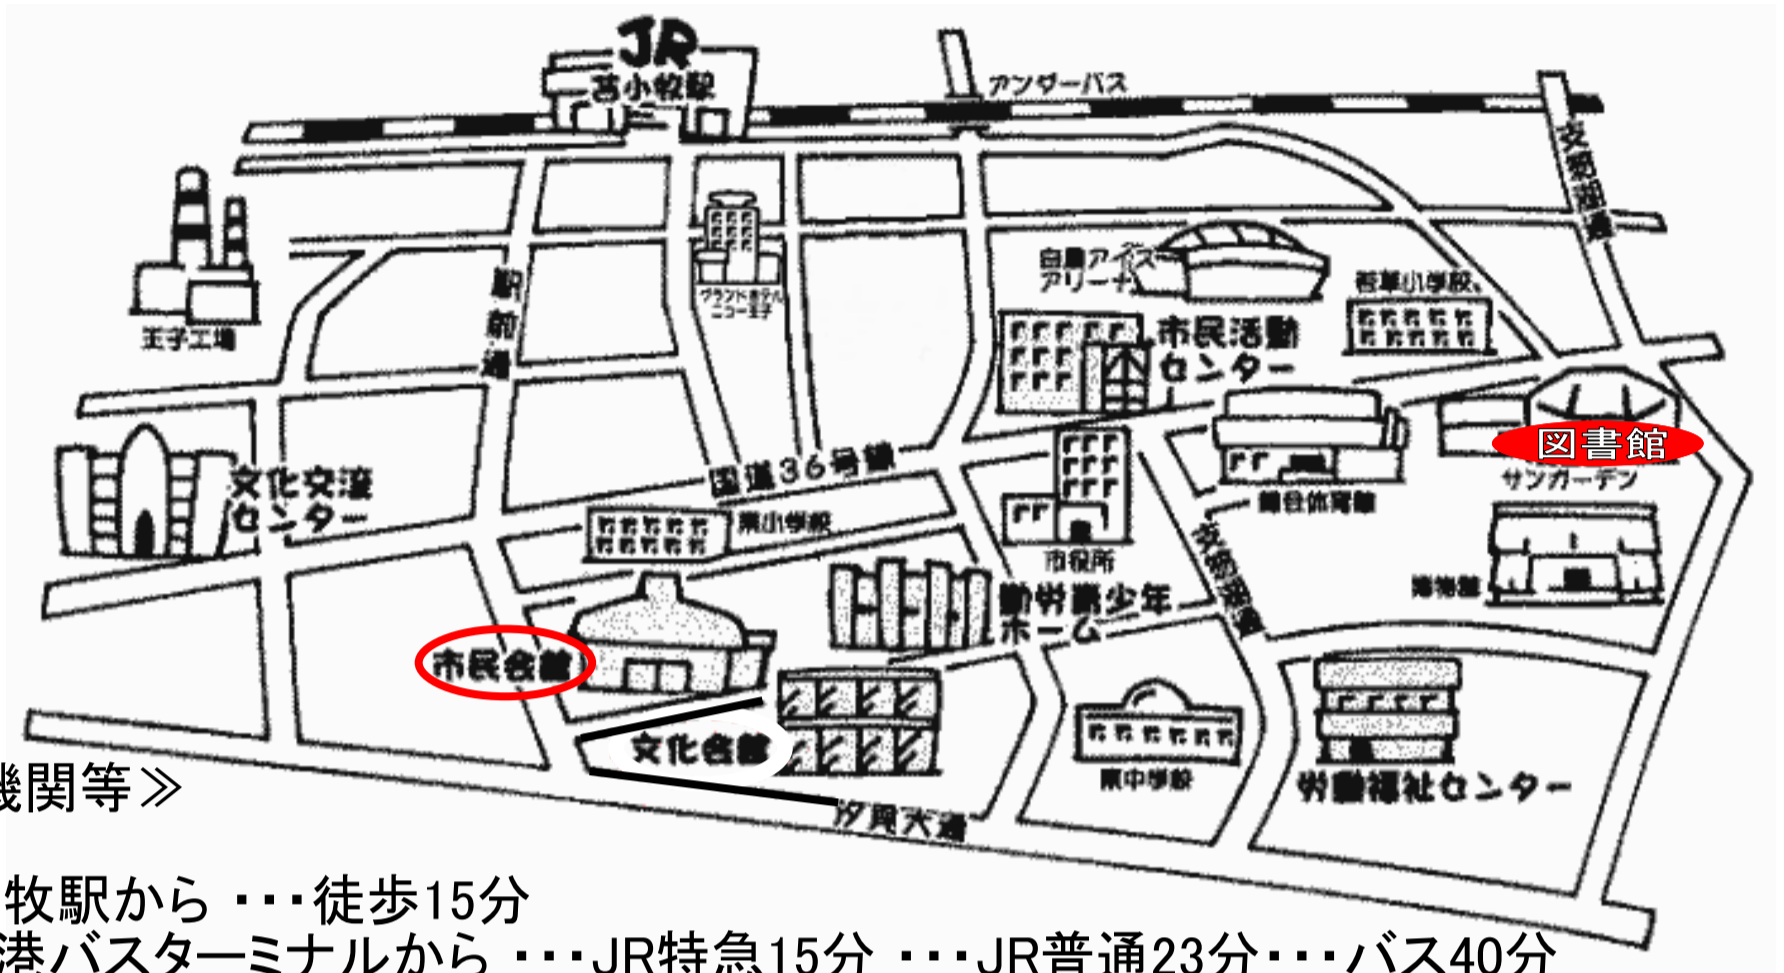 JR
苫小牧駅
アンダーパス
支笏湖通
白鳥アイス
アリーナ
若草小学校
グランドホテル
ニュー王子
駅前通
王子工場
市民活動
センター
図書館
サンガーデン
国道36号線
文化交流
センター
東小学校
総合体育館
市役所
博物館
勤労青少年
ホーム
市民会館
文化会館
東中学校
労働福祉センター
汐見大通
機関等≫
牧駅から ・・・徒歩15分
港バスターミナルから ・・・JR特急15分 ・・・JR普通23分・・・バス40分